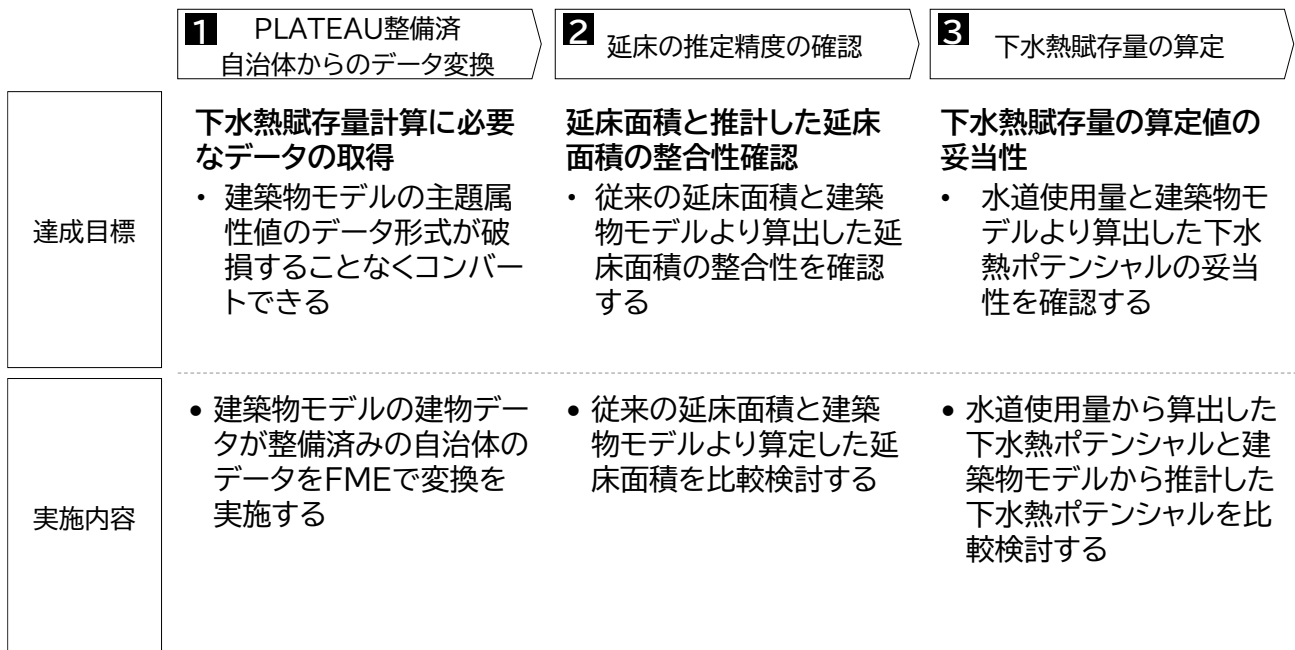 1 PLATEAU整備済
自治体からのデータ変換
2 延床の推定精度の確認
3 下水熱賦存量の算定
達成目標
下水熱賦存量計算に必要
なデータの取得
・ 建築物モデルの主題属
性値のデータ形式が破
損することなくコンバー
トできる
延床面積と推計した延床
面積の整合性確認
・ 従来の延床面積と建築
物モデルより算出した延
床面積の整合性を確認
する
下水熱賦存量の算定値の
妥当性
・ 水道使用量と建築物モ
デルより算出した下水
熱ポテンシャルの妥当
性を確認する
実施内容
• 建築物モデルの建物デー
タが整備済みの自治体の
データをFMEで変換を
実施する
• 従来の延床面積と建築
物モデルより算定した延
床面積を比較検討する
• 水道使用量から算出した
下水熱ポテンシャルと建
築物モデルから推計した
下水熱ポテンシャルを比
較検討する